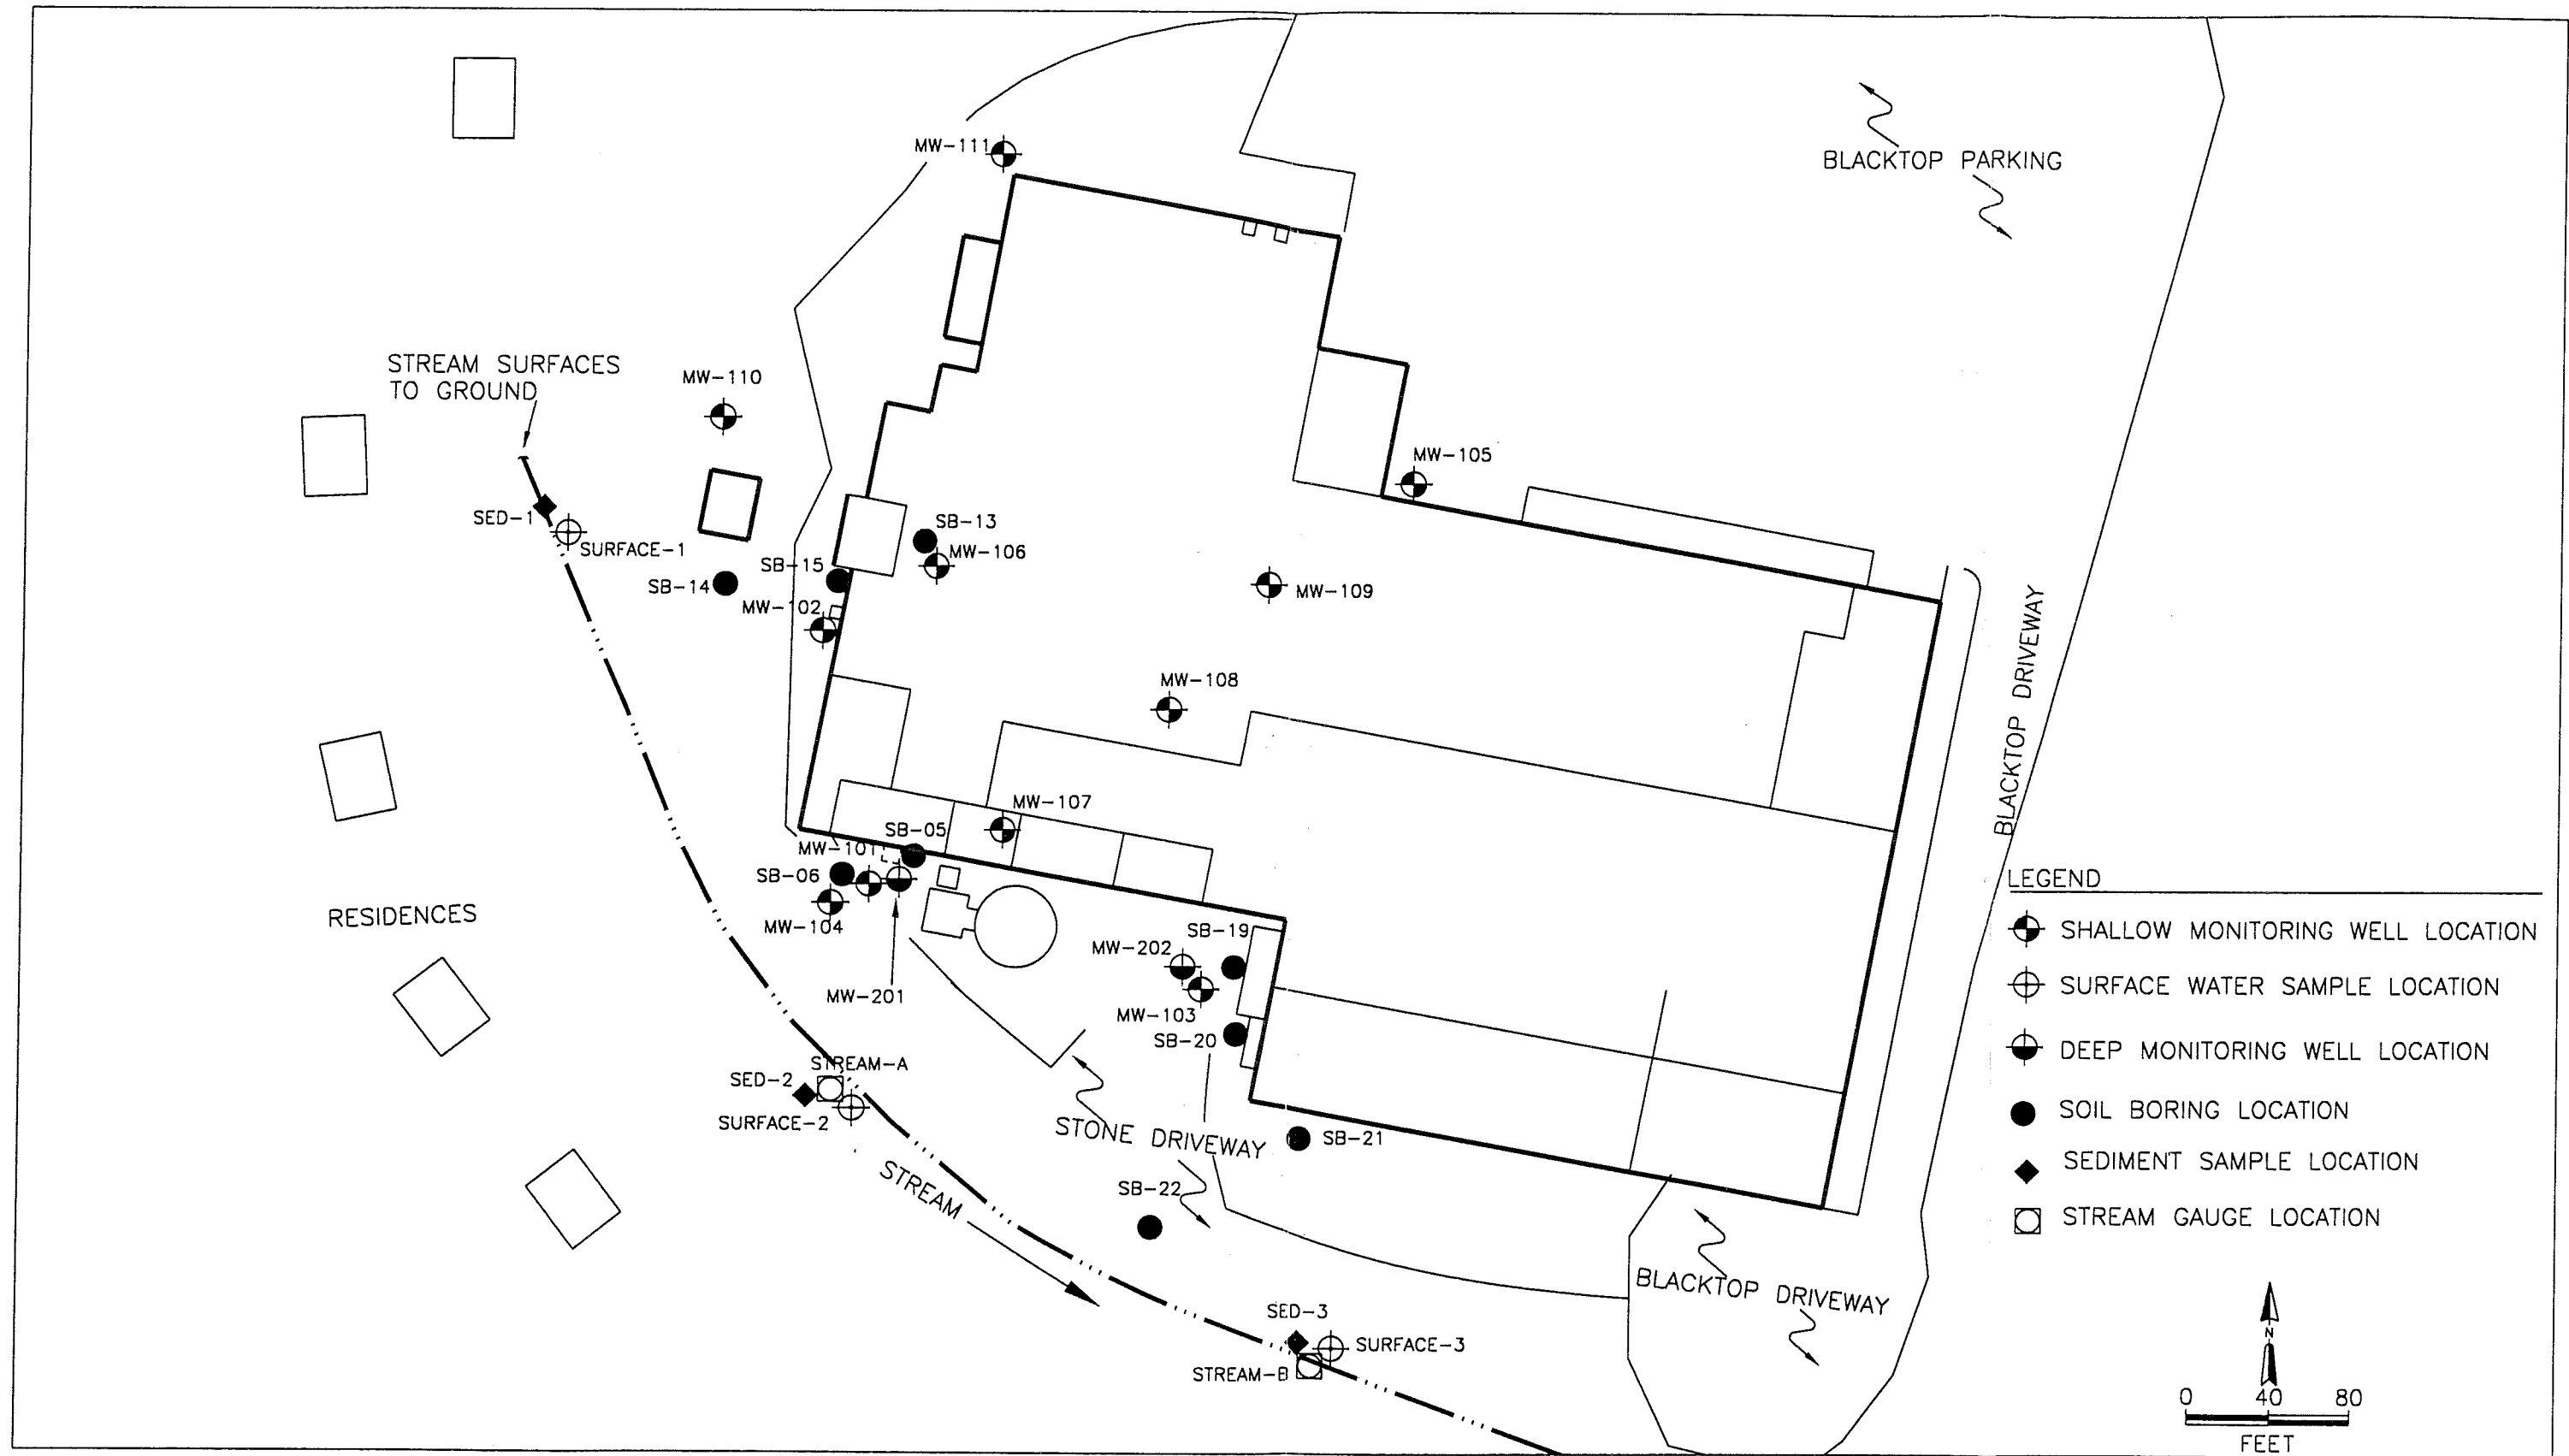 MW-111
BLACKTOP PARKING
STREAM SURFACES
TO GROUND
MW-110
MW-105
SED-1
SURFACE-1
SB-13
MW-106
SB-15
SB-14
MW-102
MW-109
MW-108
BLACKTOP DRIVEWAY
MW-107
SB-05
MW-101
SB-06
MW-104
RESIDENCES
MW-201
SB-19
MW-202
MW-103
SB-20
STREAM-A
SED-2
SURFACE-2
STONE DRIVEWAY
SB-21
STREAM
SB-22
BLACKTOP DRIVEWAY
SED-3
SURFACE-3
STREAM-B
LEGEND
SHALLOW MONITORING WELL LOCATION
SURFACE WATER SAMPLE LOCATION
DEEP MONITORING WELL LOCATION
SOIL BORING LOCATION
SEDIMENT SAMPLE LOCATION
STREAM GAUGE LOCATION
N
0 40 80
FEET